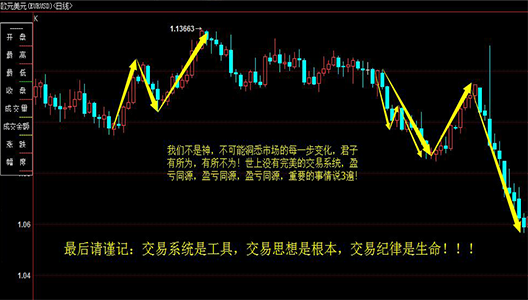 欧元美元(EURUSD)<日线>
K
开 盘
最 高
最 低
收 盘
成交量
成交金额
涨 跌
幅 度
1.13663→
我们不是神，不可能洞悉市场的每一步变化，君子
有所为，有所不为！世上没有完美的交易系统，盈
亏同源，盈亏同源，盈亏同源，重要的事情说3遍！
1.06
最后请谨记：交易系统是工具，交易思想是根本，交易纪律是生命！！！
1.04